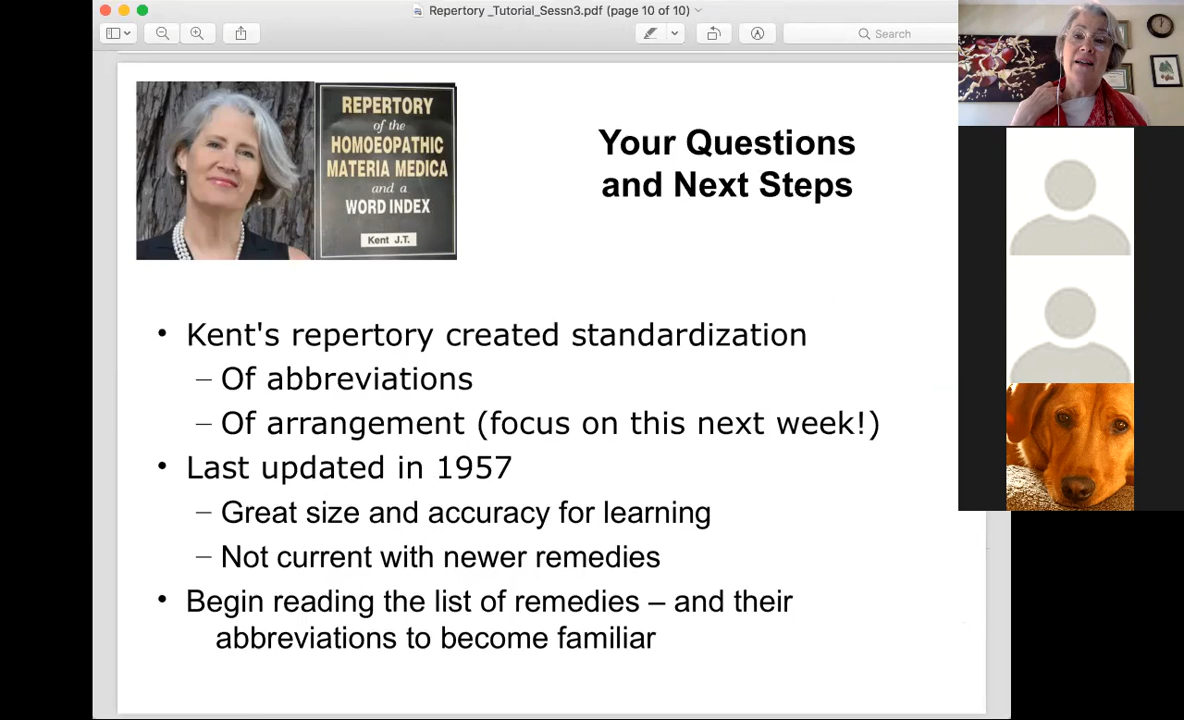 Repertory _Tutorial_Sessn3.pdf (page 10 of 10)
Search
REPERTORY
of the
HOMOEOPATHIC
MATERIA MEDICA
and a
WORD INDEX
Kent J.T.
Your Questions
and Next Steps
• Kent's repertory created standardization
– Of abbreviations
– Of arrangement (focus on this next week!)
• Last updated in 1957
– Great size and accuracy for learning
– Not current with newer remedies
• Begin reading the list of remedies – and their
abbreviations to become familiar